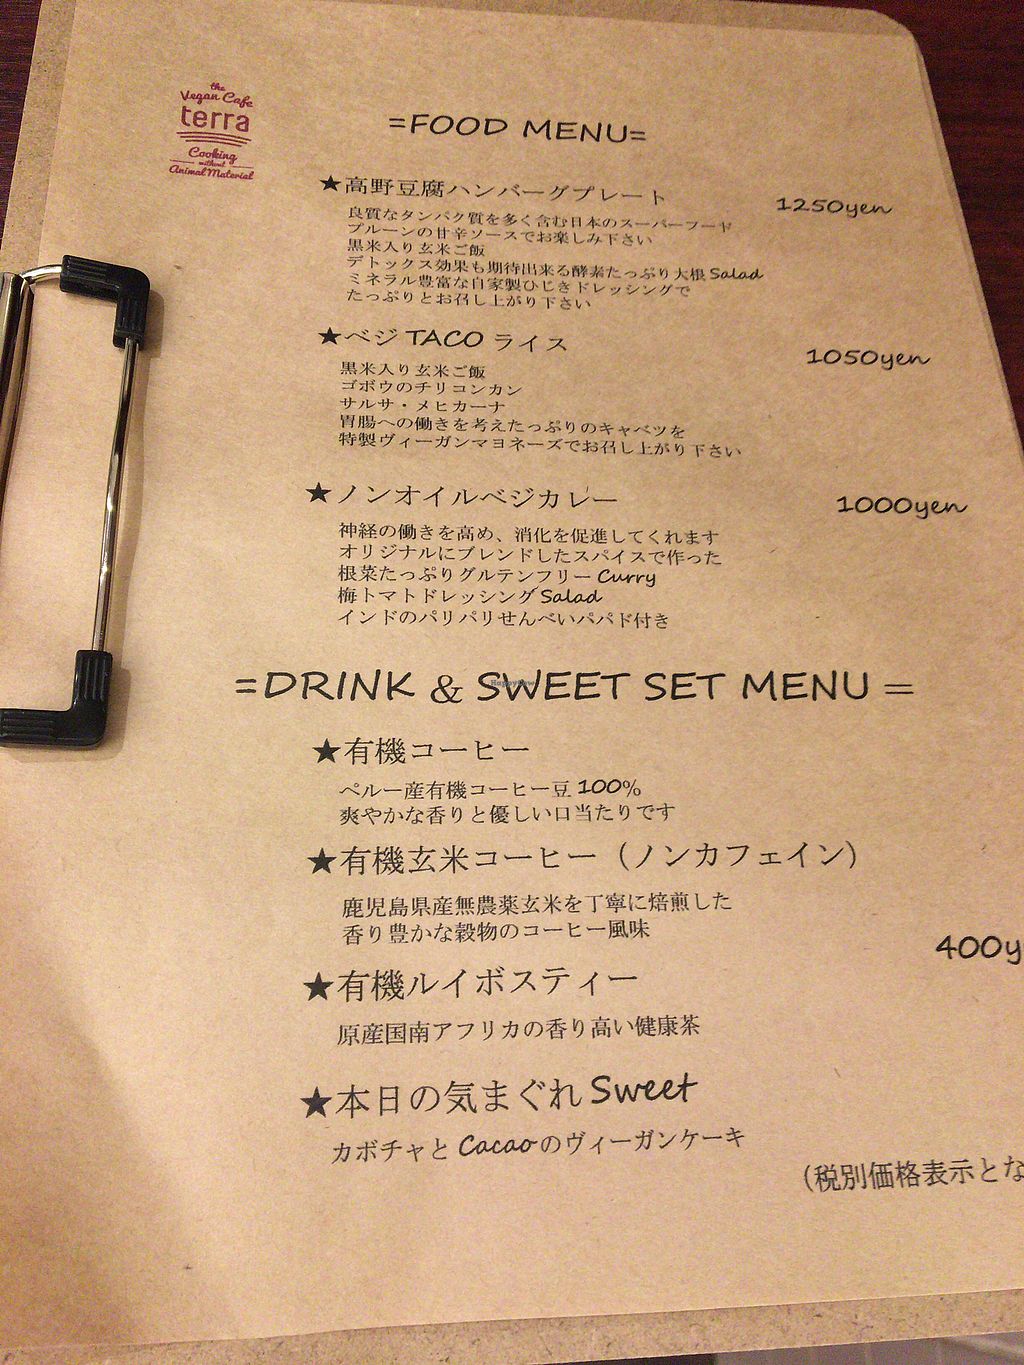 the
Vegan Cafe
terra
Cooking
without
Animal Material
=FOOD MENU=
★高野豆腐ハンバーグプレート 1250yen
良質なタンパク質を多く含む日本のスーパーフード
プルーンの甘辛ソースでお楽しみ下さい
黒米入り玄米ご飯
デトックス効果も期待出来る酵素たっぷり大根Salad
ミネラル豊富な自家製ひじきドレッシングで
たっぷりとお召し上がり下さい
★ベジTACOライス 1050yen
黒米入り玄米ご飯
ゴボウのチリコンカン
サルサ・メヒカーナ
胃腸への働きを考えたたっぷりのキャベツを
特製ヴィーガンマヨネーズでお召し上がり下さい
★ノンオイルベジカレー 1000yen
神経の働きを高め、消化を促進してくれます
オリジナルにブレンドしたスパイスで作った
根菜たっぷりグルテンフリーCurry
梅トマトドレッシングSalad
インドのパリパリせんべいパパド付き
=DRINK & SWEET SET MENU=
HappyCow
★有機コーヒー
ペルー産有機コーヒー豆100%
爽やかな香りと優しい口当たりです
★有機玄米コーヒー（ノンカフェイン）
鹿児島県産無農薬玄米を丁寧に焙煎した
香り豊かな穀物のコーヒー風味
400y
★有機ルイボスティー
原産国南アフリカの香り高い健康茶
★本日の気まぐれSweet
カボチャとCacaoのヴィーガンケーキ
（税別価格表示とな